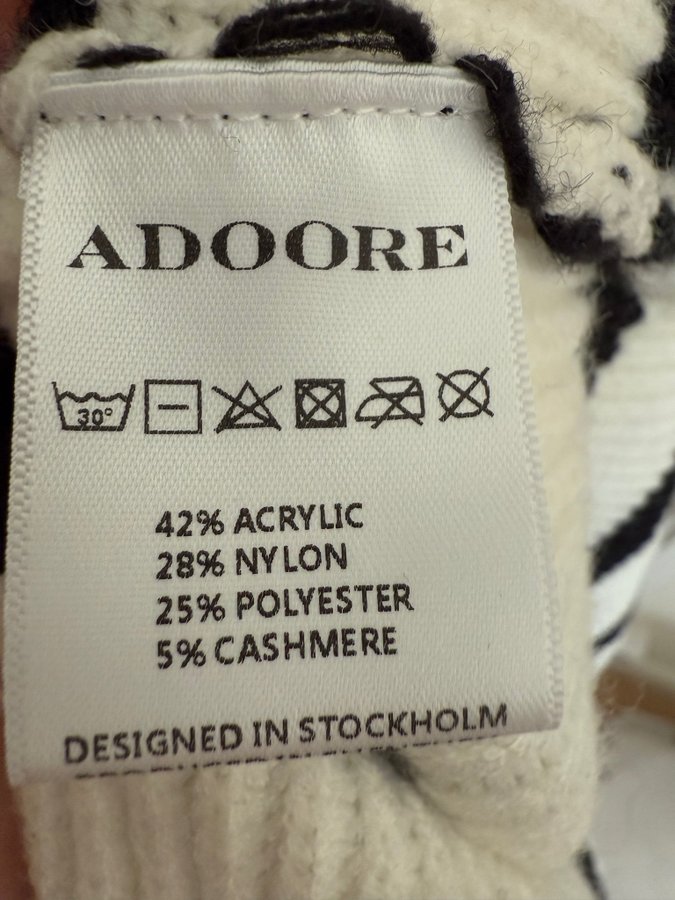 ADOORE
30°
42% ACRYLIC
28% NYLON
25% POLYESTER
5% CASHMERE
DESIGNED IN STOCKHOLM